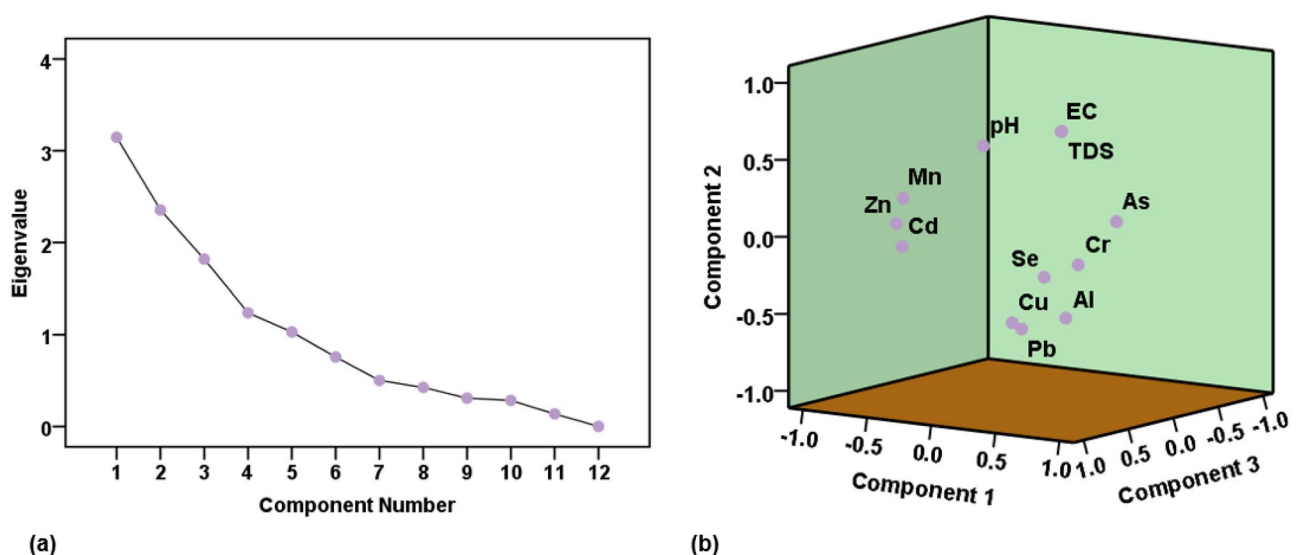 4
3
2
1
0
Eigenvalue
1 2 3 4 5 6 7 8 9 10 11 12
Component Number
(a)
1.0
0.5
0.0
-0.5
-1.0
Component 2
EC
pH
TDS
Mn
Zn
As
Cd
Cr
Se
Cu
Al
Pb
-1.0 -0.5 0.0 0.5 1.0
Component 1
1.0 0.5 0.0 -0.5 -1.0
Component 3
(b)